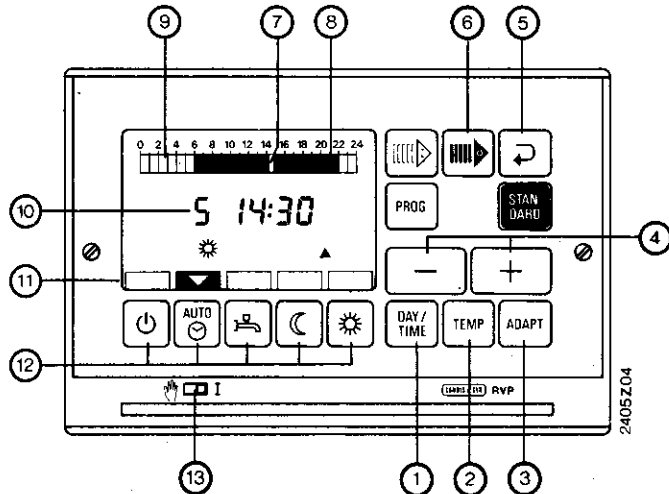 9 7 8 6 5
0 2 4 6 8 10 12 14 16 18 20 22 24
PROG
STAN
DARD
10
5 14:30
4
11
− +
AUTO
DAY/
TIME
TEMP
ADAPT
12
I
LANDIS & GYR RVP
2405Z04
13
1 2 3